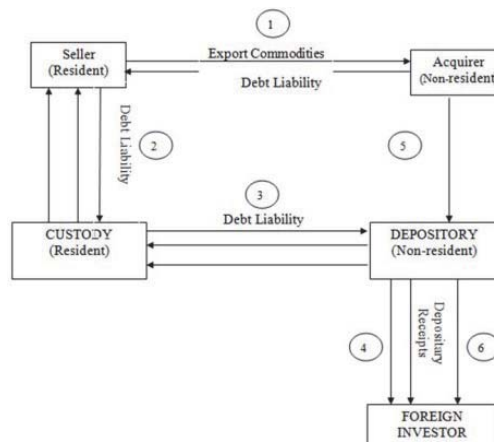 1
Seller
(Resident)
Export Commodities
Debt Liability
Acquirer
(Non-resident)
Debt Liability
2
5
3
Debt Liability
CUSTODY
(Resident)
DEPOSITORY
(Non-resident)
4
Depositary
Receipts
6
FOREIGN
INVESTOR